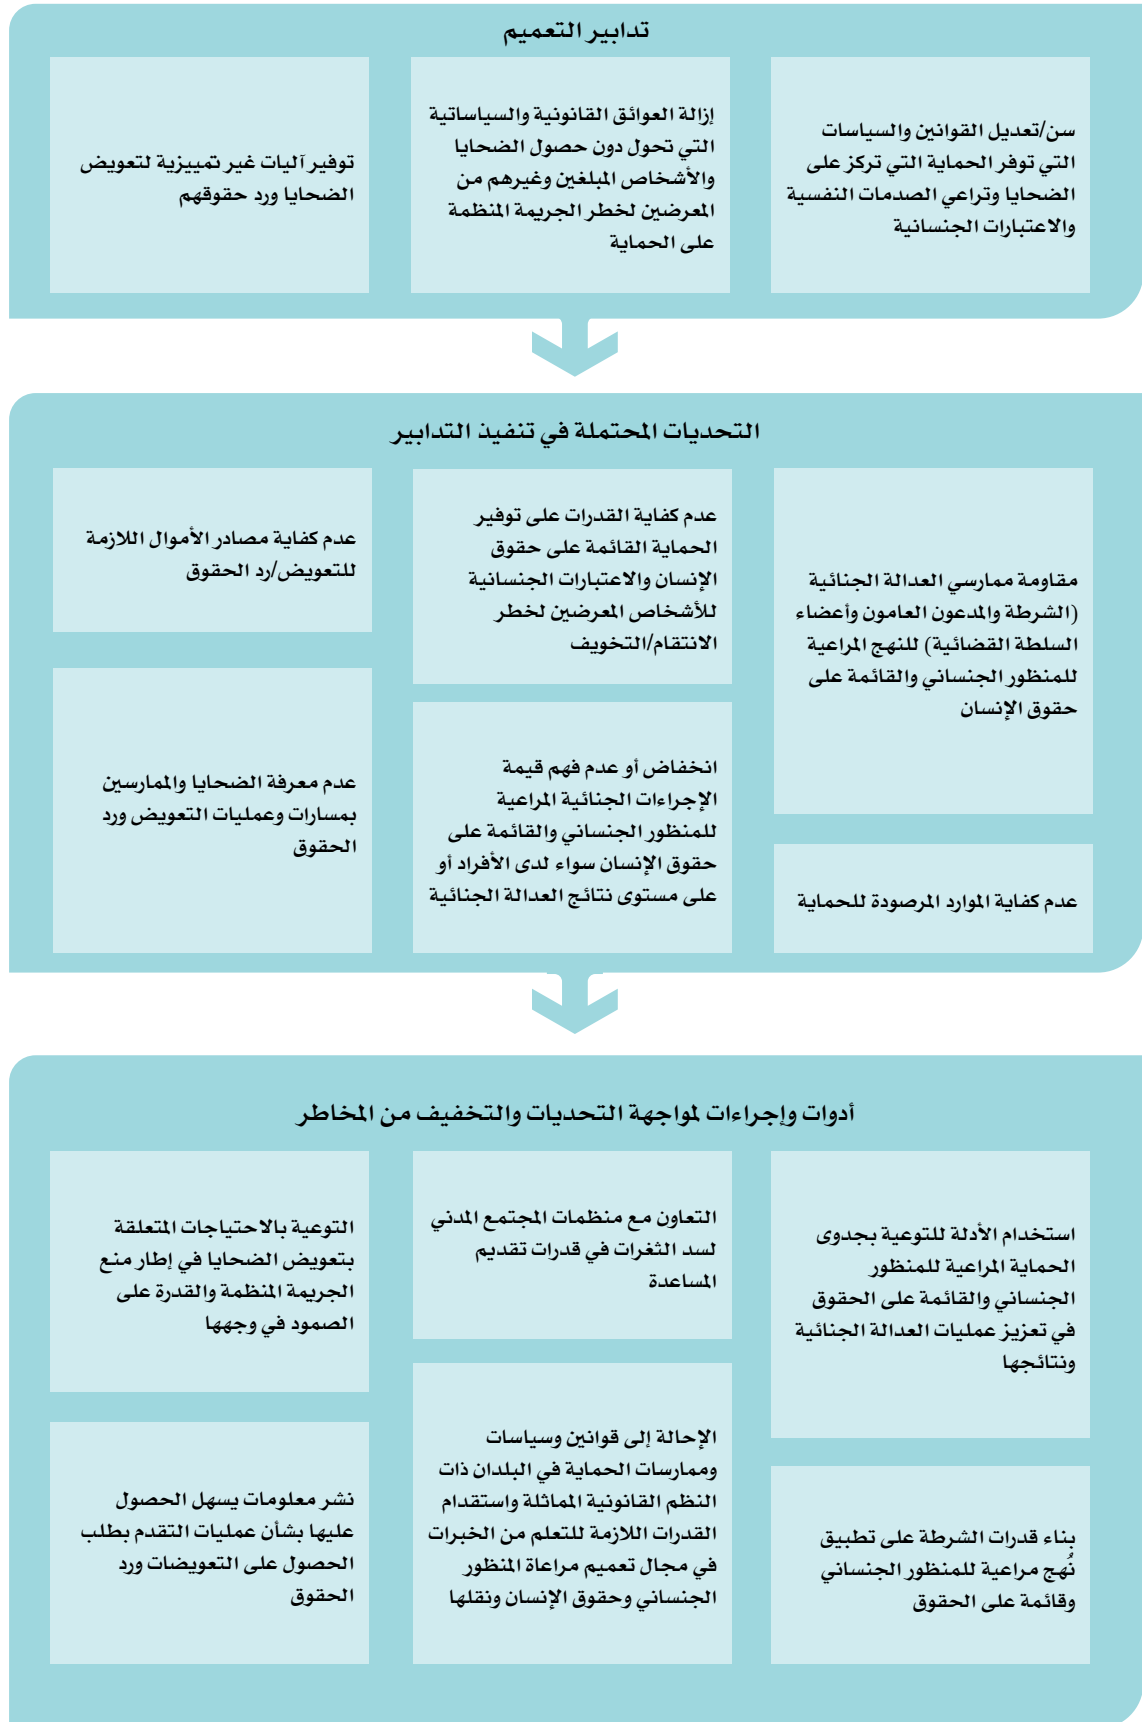 تدابير التعميم
سن/تعديل القوانين والسياسات
التي توفر الحماية التي تركز على
الضحايا وتراعي الصدمات النفسية
والاعتبارات الجنسانية
إزالة العوائق القانونية والسياساتية
التي تحول دون حصول الضحايا
والأشخاص المبلغين وغيرهم من
المعرضين لخطر الجريمة المنظمة
على الحماية
توفير آليات غير تمييزية لتعويض
الضحايا ورد حقوقهم
التحديات المحتملة في تنفيذ التدابير
مقاومة ممارسي العدالة الجنائية
(الشرطة والمدعون العامون وأعضاء
السلطة القضائية) للنهج المراعية
للمنظور الجنساني والقائمة على
حقوق الإنسان
عدم كفاية الموارد المرصودة للحماية
عدم كفاية القدرات على توفير
الحماية القائمة على حقوق
الإنسان والاعتبارات الجنسانية
للأشخاص المعرضين لخطر
الانتقام/التخويف
انخفاض أو عدم فهم قيمة
الإجراءات الجنائية المراعية
للمنظور الجنساني والقائمة على
حقوق الإنسان سواء لدى الأفراد أو
على مستوى نتائج العدالة الجنائية
عدم كفاية مصادر الأموال اللازمة
للتعويض/رد الحقوق
عدم معرفة الضحايا والممارسين
بمسارات وعمليات التعويض ورد
الحقوق
أدوات وإجراءات لمواجهة التحديات والتخفيف من المخاطر
استخدام الأدلة للتوعية بجدوى
الحماية المراعية للمنظور
الجنساني والقائمة على الحقوق
في تعزيز عمليات العدالة الجنائية
ونتائجها
بناء قدرات الشرطة على تطبيق
نُهج مراعية للمنظور الجنساني
وقائمة على الحقوق
التعاون مع منظمات المجتمع المدني
لسد الثغرات في قدرات تقديم
المساعدة
الإحالة إلى قوانين وسياسات
وممارسات الحماية في البلدان ذات
النظم القانونية المماثلة واستقدام
القدرات اللازمة للتعلم من الخبرات
في مجال تعميم مراعاة المنظور
الجنساني وحقوق الإنسان ونقلها
التوعية بالاحتياجات المتعلقة
بتعويض الضحايا في إطار منع
الجريمة المنظمة والقدرة على
الصمود في وجهها
نشر معلومات يسهل الحصول
عليها بشأن عمليات التقدم بطلب
الحصول على التعويضات ورد
الحقوق